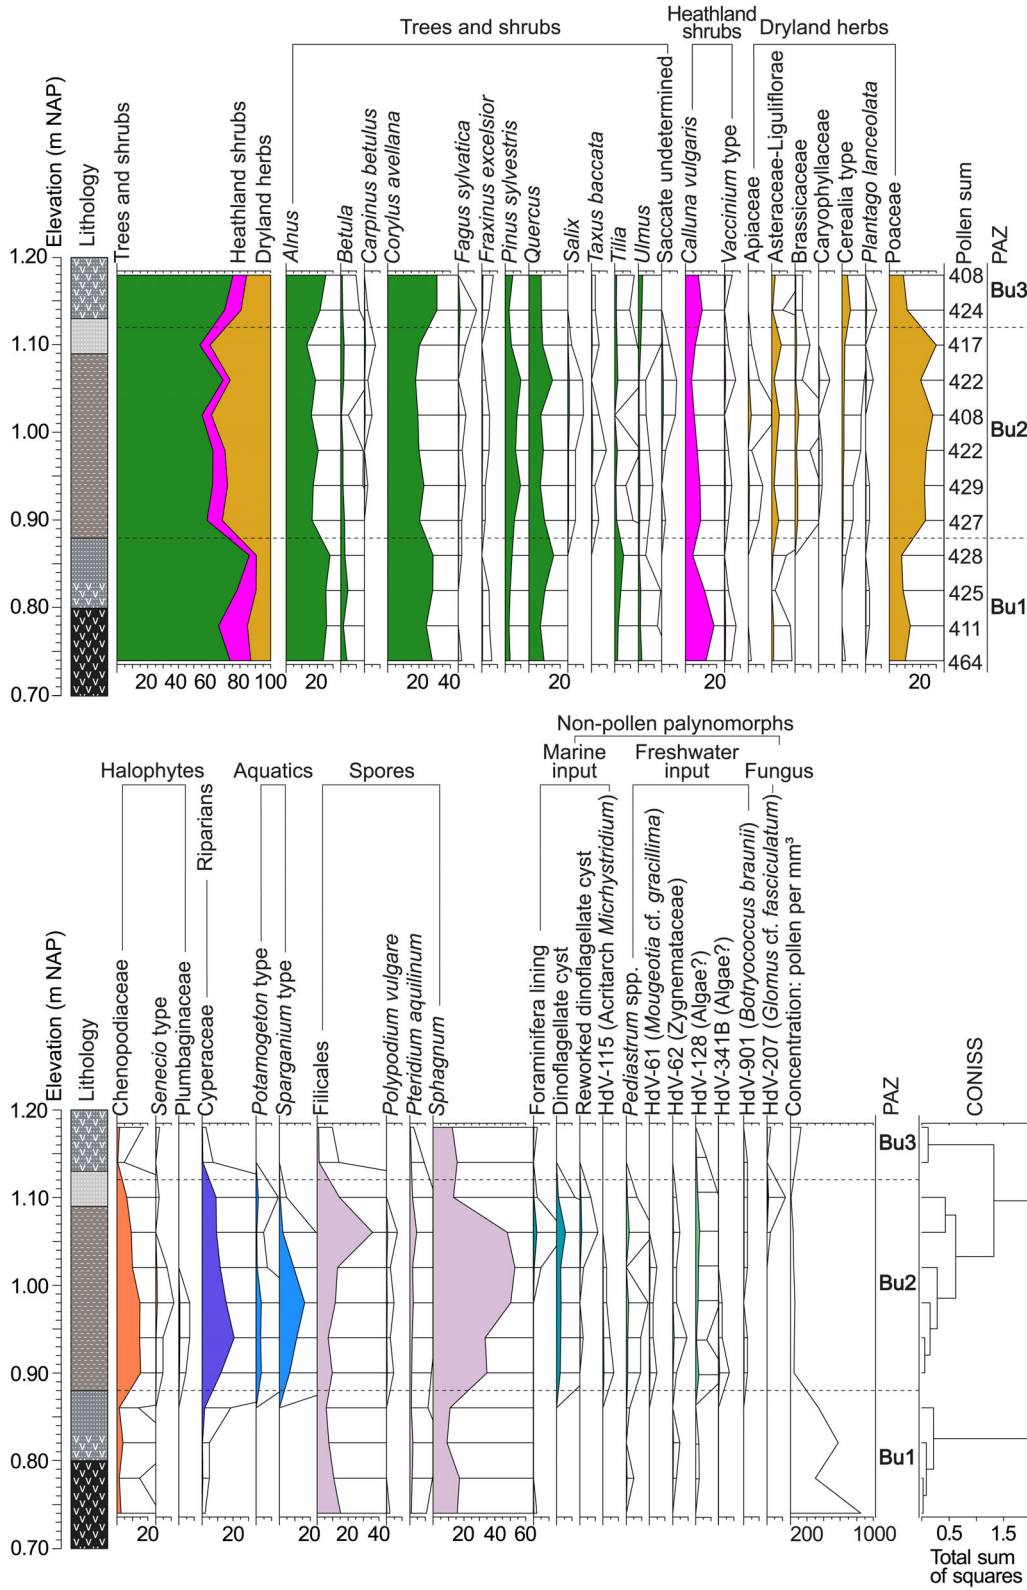 Trees and shrubs
Heathland shrubs
Dryland herbs
Elevation (m NAP)
Lithology
Trees and shrubs
Heathland shrubs
Dryland herbs
Alnus
Betula
Carpinus betulus
Corylus avellana
Fagus sylvatica
Fraxinus excelsior
Pinus sylvestris
Quercus
Salix
Taxus baccata
Tilia
Ulmus
Saccate undetermined
Calluna vulgaris
Vaccinium type
Apiaceae
Asteraceae-Liguliflorae
Brassicaceae
Caryophyllaceae
Cerealia type
Plantago lanceolata
Poaceae
Pollen sum
PAZ
1.20
1.10
1.00
0.90
0.80
0.70
408
424
417
422
408
422
429
427
428
425
411
464
Bu3
Bu2
Bu1
20 40 60 80 100 20 20 40 20 20 20
Non-pollen palynomorphs
Halophytes
Aquatics
Spores
Marine input
Freshwater input
Fungus
Elevation (m NAP)
Lithology
Chenopodiaceae
Senecio type
Plumbaginaceae
Riparians
Cyperaceae
Potamogeton type
Sparganium type
Filicales
Polypodium vulgare
Pteridium aquilinum
Sphagnum
Foraminifera lining
Dinoflagellate cyst
Reworked dinoflagellate cyst
HdV-115 (Acritarch Micrhystridium)
Pediastrum spp.
HdV-61 (Mougeotia cf. gracillima)
HdV-62 (Zygnemataceae)
HdV-128 (Algae?)
HdV-341B (Algae?)
HdV-901 (Botryococcus braunii)
HdV-207 (Glomus cf. fasciculatum)
Concentration: pollen per mm³
PAZ
CONISS
1.20
1.10
1.00
0.90
0.80
0.70
Bu3
Bu2
Bu1
20 20 20 20 40 20 40 60 200 1000 0.5 1.5
Total sum
of squares